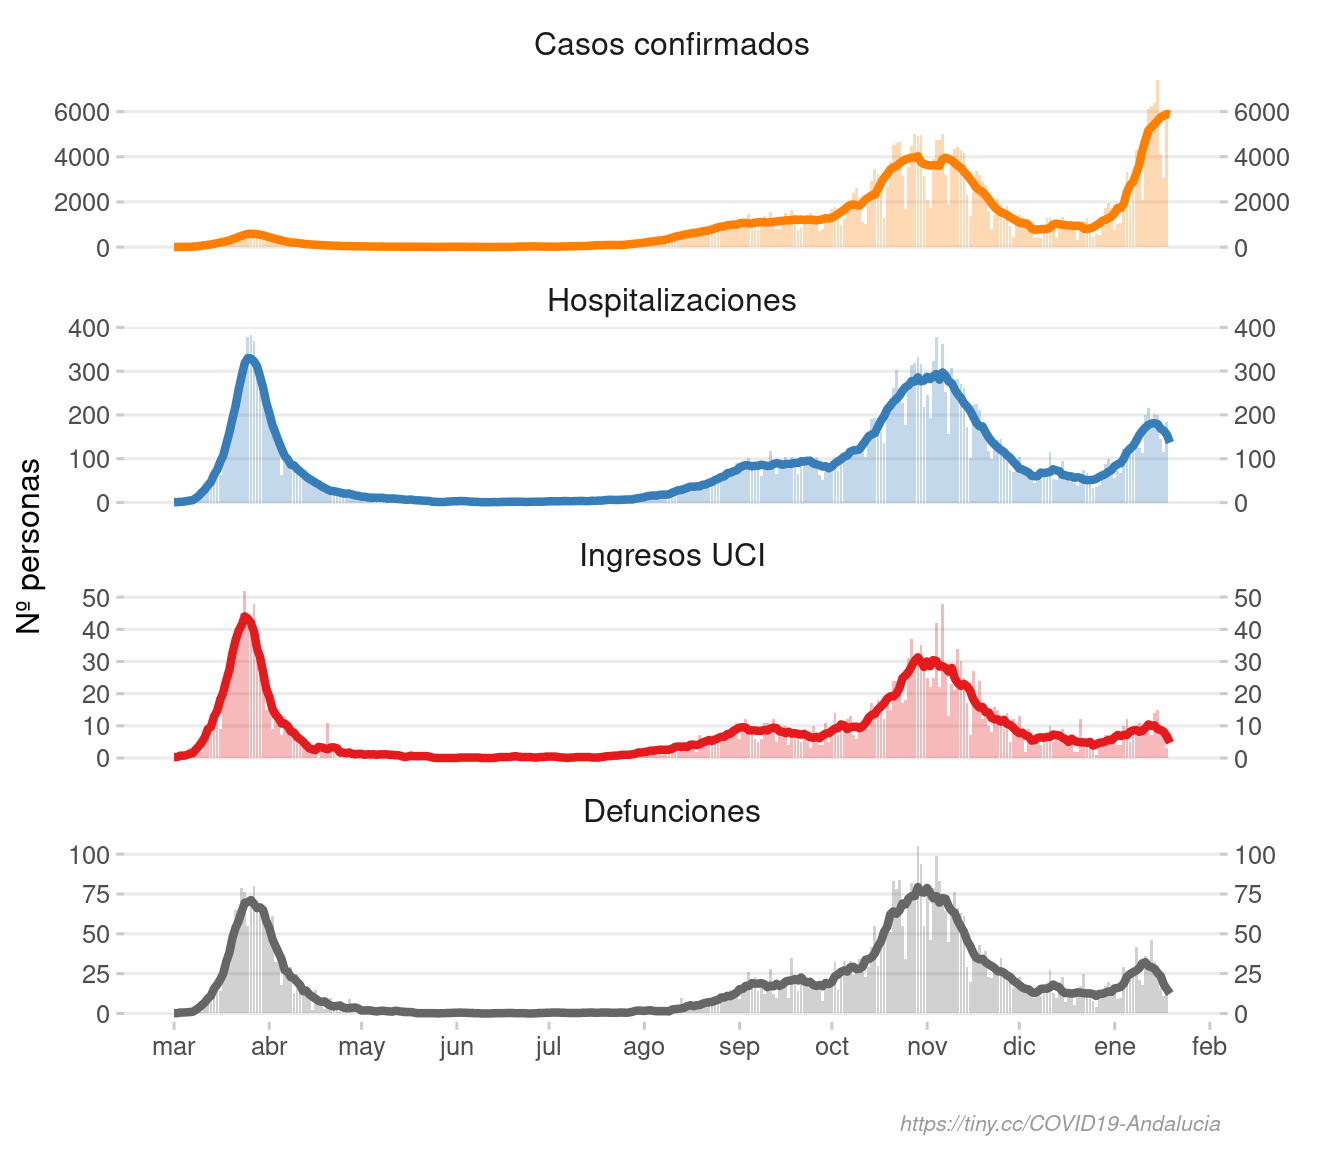 Casos confirmados
6000 6000
4000 4000
2000 2000
0 0
Hospitalizaciones
400 400
300 300
200 200
100 100
0 0
Nº personas
Ingresos UCI
50 50
40 40
30 30
20 20
10 10
0 0
Defunciones
100 100
75 75
50 50
25 25
0 0
mar abr may jun jul ago sep oct nov dic ene feb
https://tiny.cc/COVID19-Andalucia